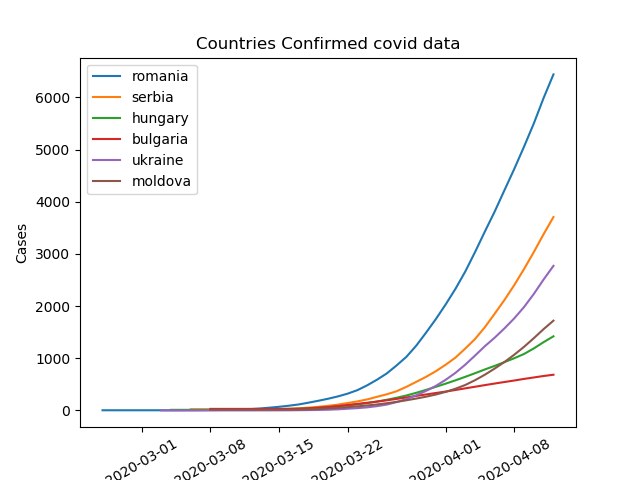 Countries Confirmed covid data
romania
serbia
hungary
bulgaria
ukraine
moldova
Cases
6000
5000
4000
3000
2000
1000
0
2020-03-01
2020-03-08
2020-03-15
2020-03-22
2020-04-01
2020-04-08